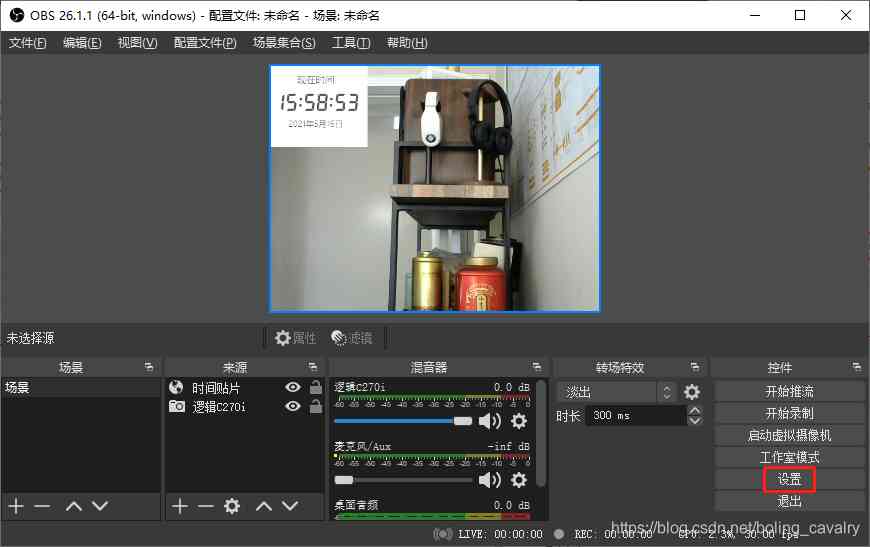 OBS 26.1.1 (64-bit, windows) - 配置文件: 未命名 - 场景: 未命名
文件(F) 编辑(E) 视图(V) 配置文件(P) 场景集合(S) 工具(T) 帮助(H)
现在时间
15:58:53
2021年5月15日
未选择源
属性 滤镜
场景 来源 混音器 转场特效 控件
场景
时间贴片
逻辑C270i
逻辑C270i 0.0 dB
-60 -55 -50 -45 -40 -35 -30 -25 -20 -15 -10 -5 0
麦克风/Aux -inf dB
-60 -55 -50 -45 -40 -35 -30 -25 -20 -15 -10 -5 0
桌面音频 0.0 dB
淡出
时长 300 ms
开始推流
开始录制
启动虚拟摄像机
工作室模式
设置
退出
LIVE: 00:00:00 REC: 00:00:00 CPU: 2.3%, 30.00 fps
https://blog.csdn.net/boling_cavalry